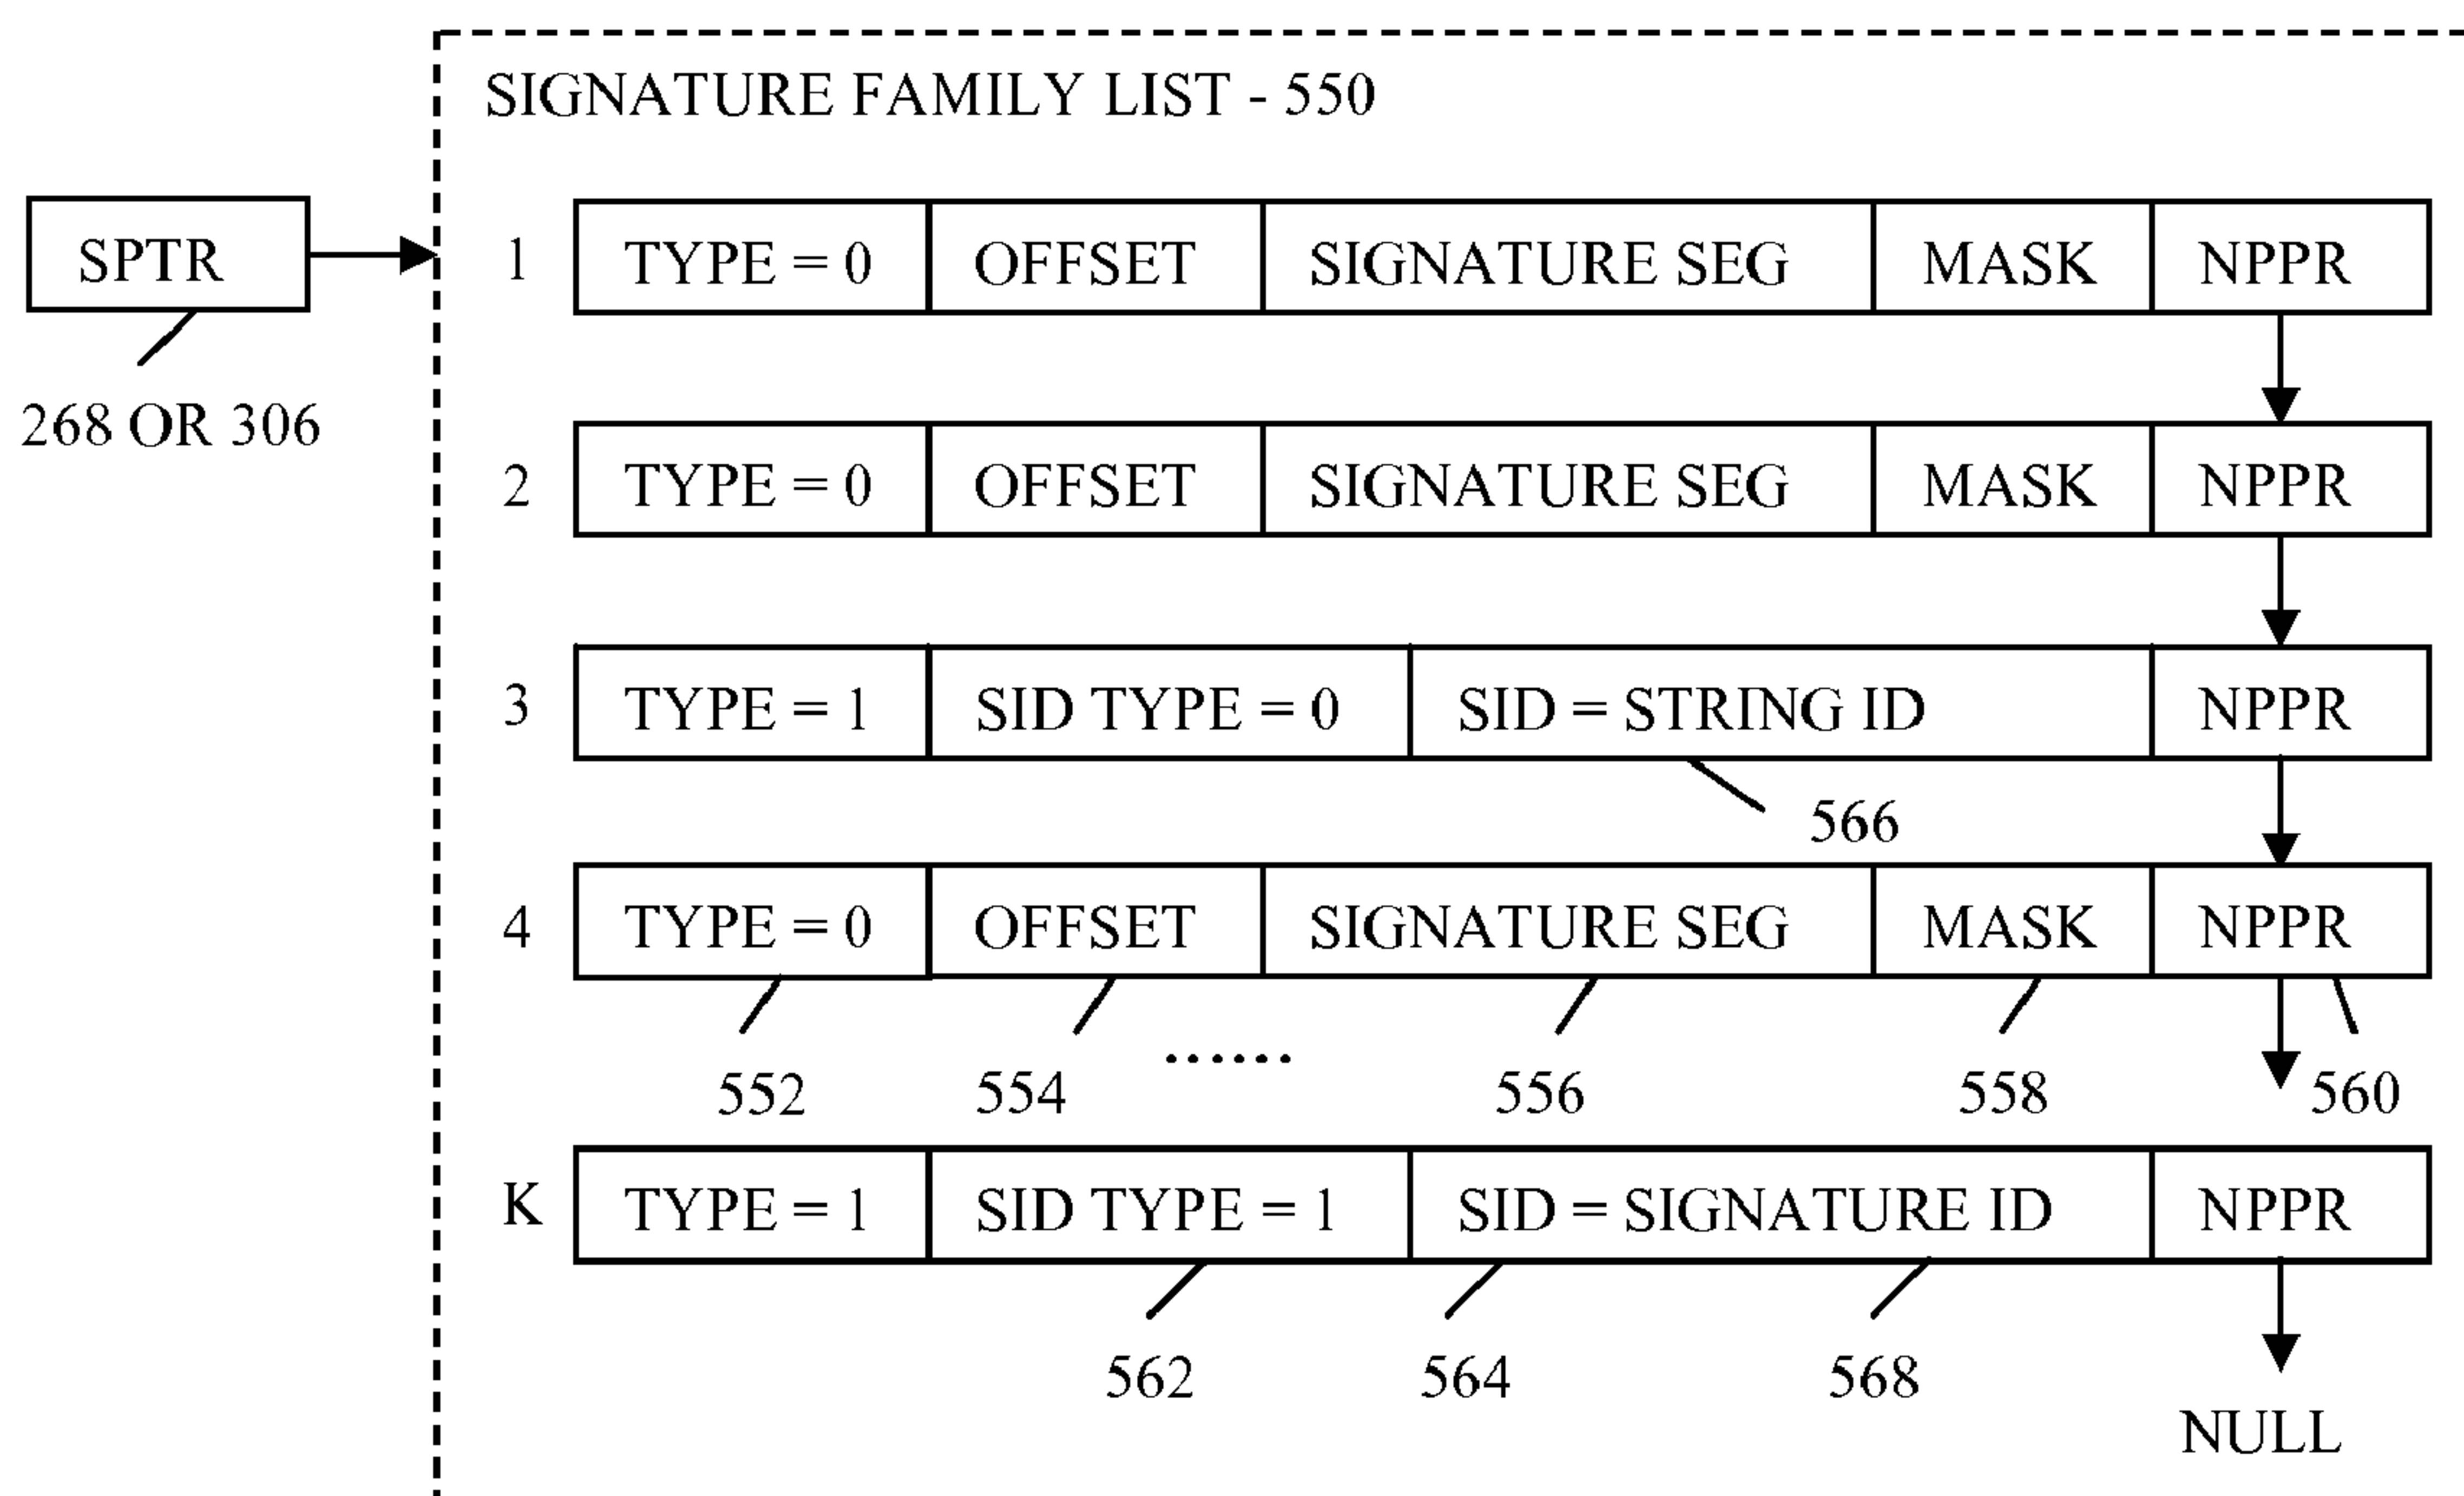 SIGNATURE FAMILY LIST - 550
SPTR
268 OR 306
1 TYPE = 0 OFFSET SIGNATURE SEG MASK NPPR
2 TYPE = 0 OFFSET SIGNATURE SEG MASK NPPR
3 TYPE = 1 SID TYPE = 0 SID = STRING ID NPPR
566
4 TYPE = 0 OFFSET SIGNATURE SEG MASK NPPR
......
552 554 556 558 560
K TYPE = 1 SID TYPE = 1 SID = SIGNATURE ID NPPR
562 564 568
NULL